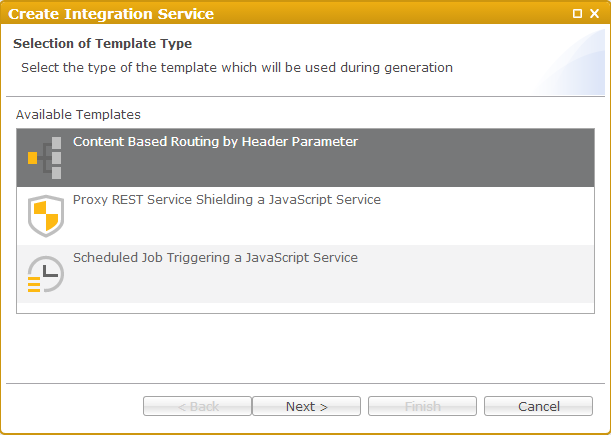 Create Integration Service
Selection of Template Type
Select the type of the template which will be used during generation
Available Templates
Content Based Routing by Header Parameter
Proxy REST Service Shielding a JavaScript Service
Scheduled Job Triggering a JavaScript Service
< Back
Next >
Finish
Cancel